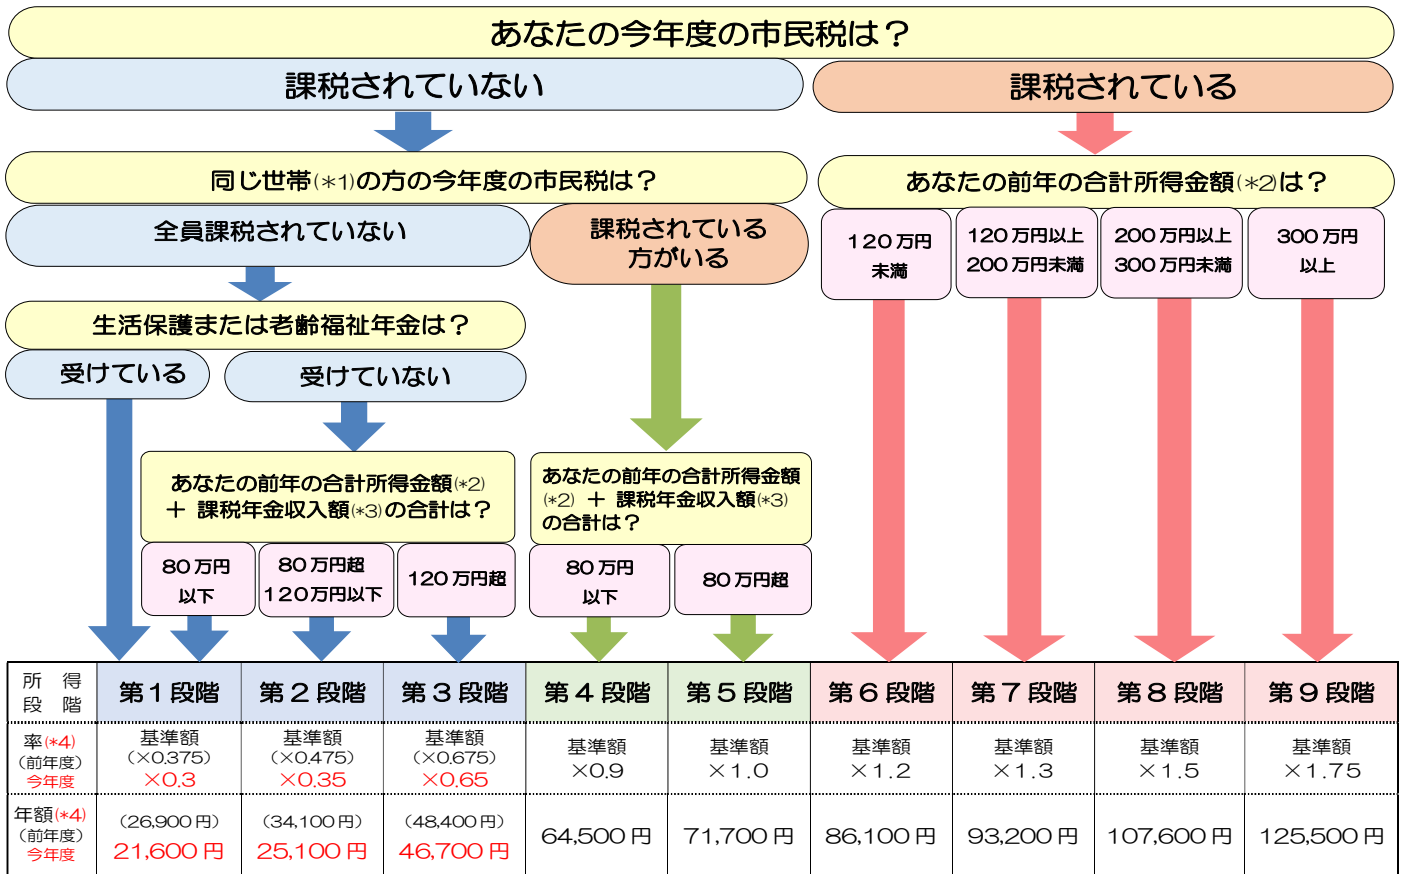 あなたの今年度の市民税は？
課税されていない
課税されている
同じ世帯(＊1)の方の今年度の市民税は？
あなたの前年の合計所得金額(＊2)は？
全員課税されていない
課税されている
方がいる
120万円
未満
120万円以上
200万円未満
200万円以上
300万円未満
300万円
以上
生活保護または老齢福祉年金は？
受けている
受けていない
あなたの前年の合計所得金額(*2)
＋ 課税年金収入額(*3)の合計は？
あなたの前年の合計所得金額
(*2) ＋ 課税年金収入額(*3)
の合計は？
80万円
以下
80万円超
120万円以下
120万円超
80万円
以下
80万円超
所　得
段　階
第1段階
第2段階
第3段階
第4段階
第5段階
第6段階
第7段階
第8段階
第9段階
率(*4)
（前年度）
今年度
基準額
(×0.375)
×0.3
基準額
(×0.475)
×0.35
基準額
(×0.675)
×0.65
基準額
×0.9
基準額
×1.0
基準額
×1.2
基準額
×1.3
基準額
×1.5
基準額
×1.75
年額(*4)
（前年度）
今年度
（26,900円）
21,600円
（34,100円）
25,100円
（48,400円）
46,700円
64,500円
71,700円
86,100円
93,200円
107,600円
125,500円